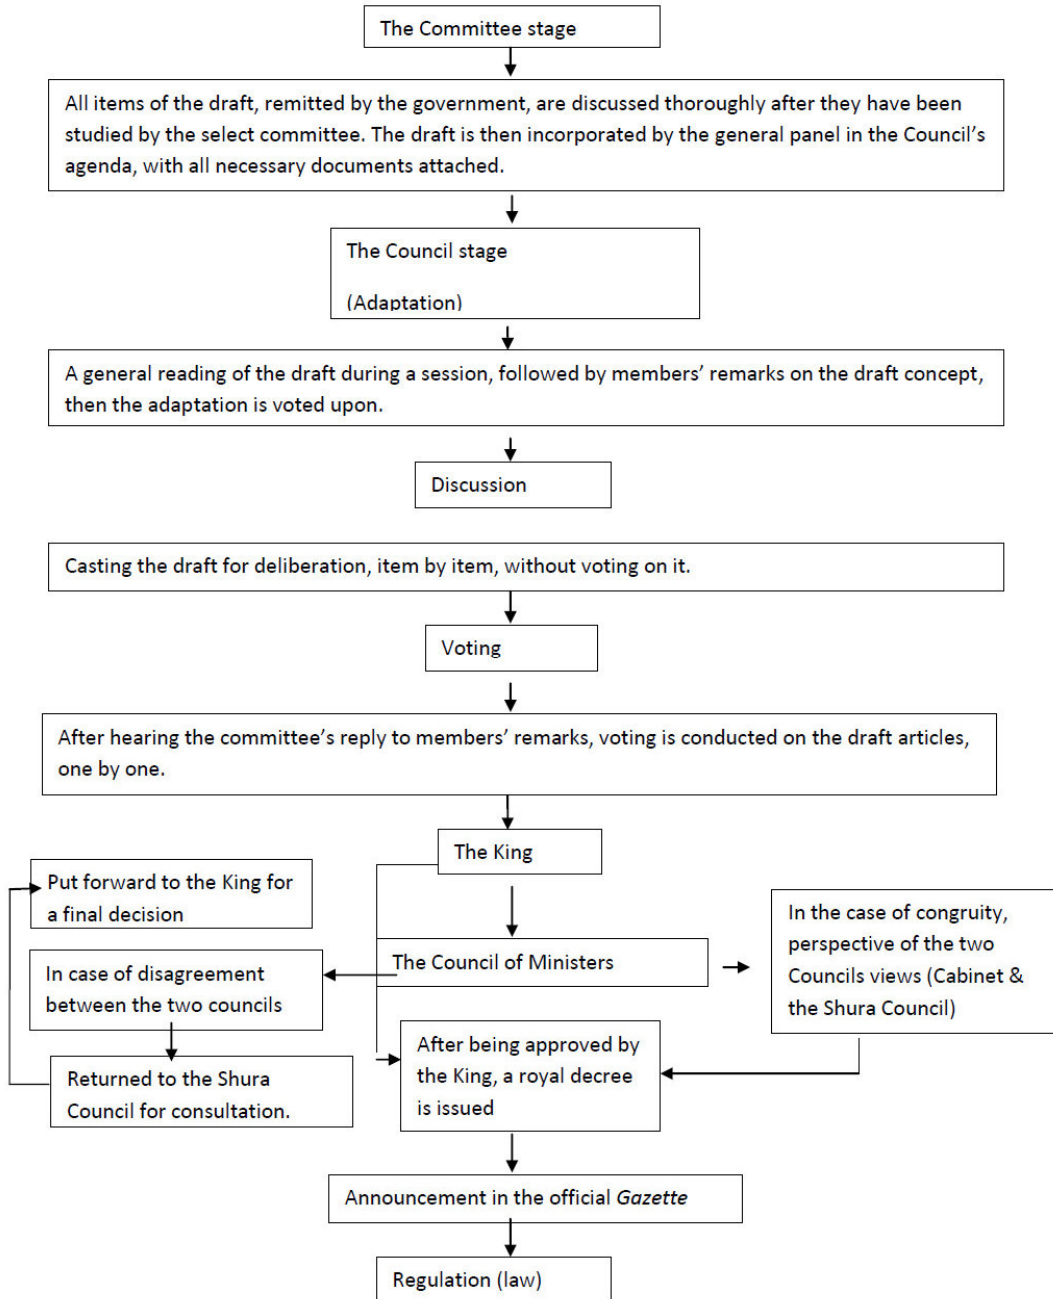 The Committee stage
All items of the draft, remitted by the government, are discussed thoroughly after they have been
studied by the select committee. The draft is then incorporated by the general panel in the Council's
agenda, with all necessary documents attached.
The Council stage
(Adaptation)
A general reading of the draft during a session, followed by members' remarks on the draft concept,
then the adaptation is voted upon.
Discussion
Casting the draft for deliberation, item by item, without voting on it.
Voting
After hearing the committee's reply to members' remarks, voting is conducted on the draft articles,
one by one.
The King
Put forward to the King for
a final decision
In the case of congruity,
perspective of the two
Councils views (Cabinet &
the Shura Council)
The Council of Ministers
In case of disagreement
between the two councils
After being approved by
the King, a royal decree
is issued
Returned to the Shura
Council for consultation.
Announcement in the official Gazette
Regulation (law)